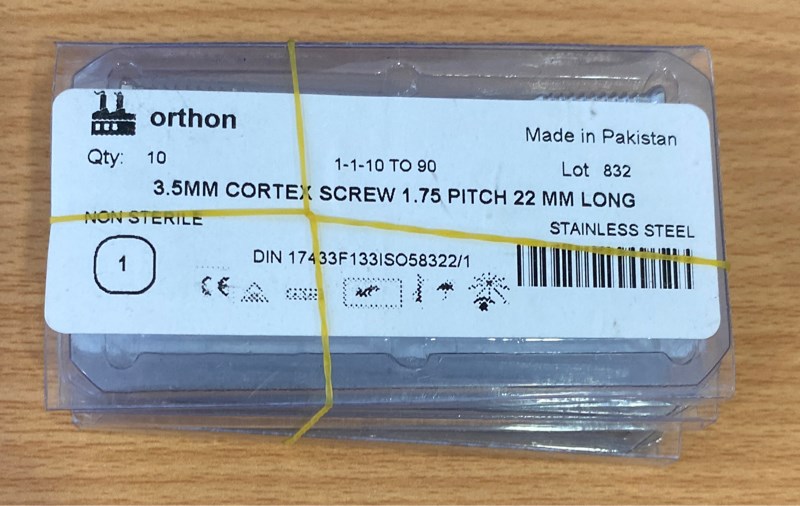 orthon
Made in Pakistan
Qty: 10
1-1-10 TO 90
Lot 832
3.5MM CORTEX SCREW 1.75 PITCH 22 MM LONG
NON STERILE
STAINLESS STEEL
1
DIN 17433F133ISO58322/1
CE